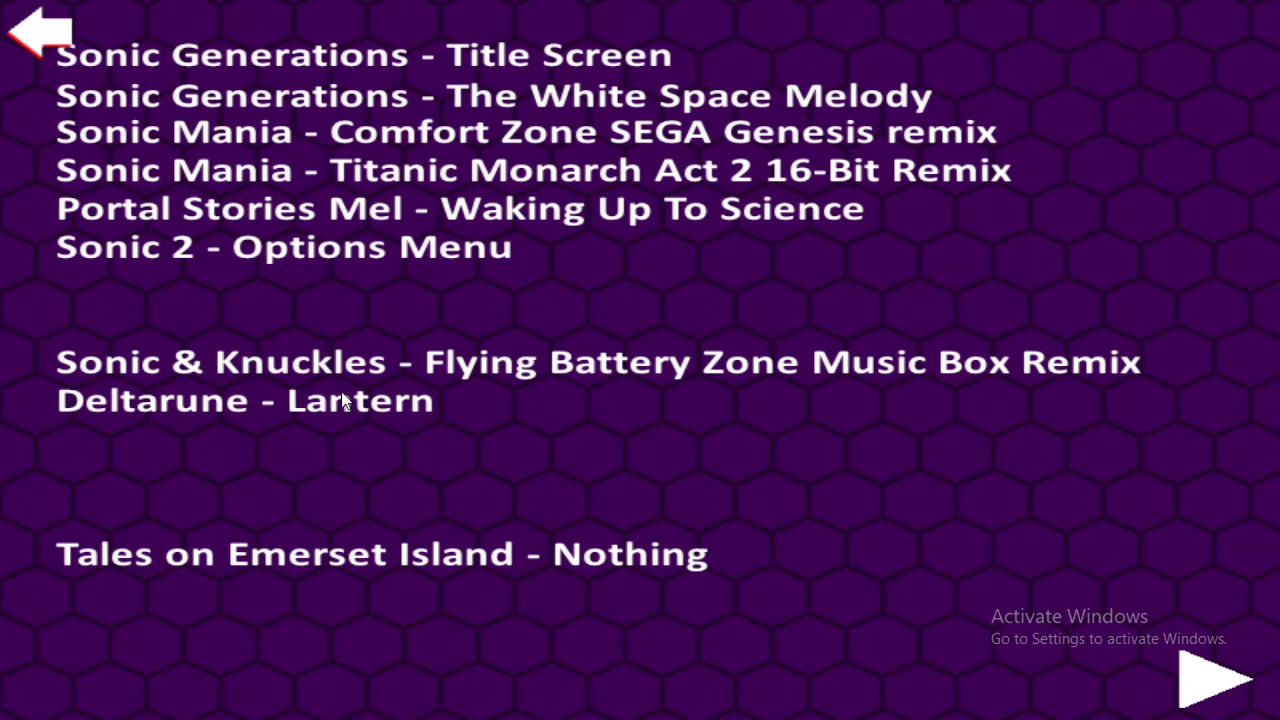 Sonic Generations - Title Screen
Sonic Generations - The White Space Melody
Sonic Mania - Comfort Zone SEGA Genesis remix
Sonic Mania - Titanic Monarch Act 2 16-Bit Remix
Portal Stories Mel - Waking Up To Science
Sonic 2 - Options Menu
Sonic & Knuckles - Flying Battery Zone Music Box Remix
Deltarune - Lantern
Tales on Emerset Island - Nothing
Activate Windows
Go to Settings to activate Windows.